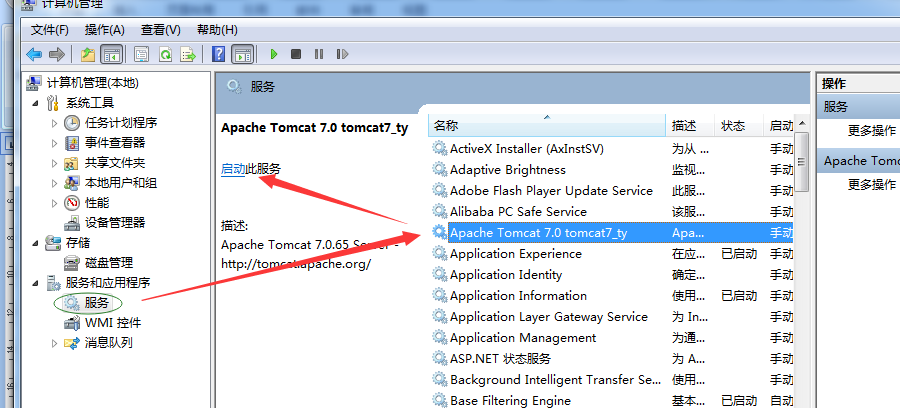 计算机管理
文件(F) 操作(A) 查看(V) 帮助(H)
计算机管理(本地)
系统工具
任务计划程序
事件查看器
共享文件夹
本地用户和组
性能
设备管理器
存储
磁盘管理
服务和应用程序
服务
WMI 控件
消息队列
服务
Apache Tomcat 7.0 tomcat7_ty
启动此服务
描述:
Apache Tomcat 7.0.65 Server -
http://tomcat.apache.org/
名称 描述 状态 启动
ActiveX Installer (AxInstSV) 为从 ... 手动
Adaptive Brightness 监视... 手动
Adobe Flash Player Update Service 此服... 手动
Alibaba PC Safe Service 该服... 手动
Apache Tomcat 7.0 tomcat7_ty Apa... 手动
Application Experience 在应... 已启动 手动
Application Identity 确定... 手动
Application Information 使用... 已启动 手动
Application Layer Gateway Service 为 In... 手动
Application Management 为通... 手动
ASP.NET 状态服务 为 A... 手动
Background Intelligent Transfer Se... 使用... 手动
Base Filtering Engine 基本... 已启动 自动
操作
服务
更多操作
Apache Tomc
更多操作